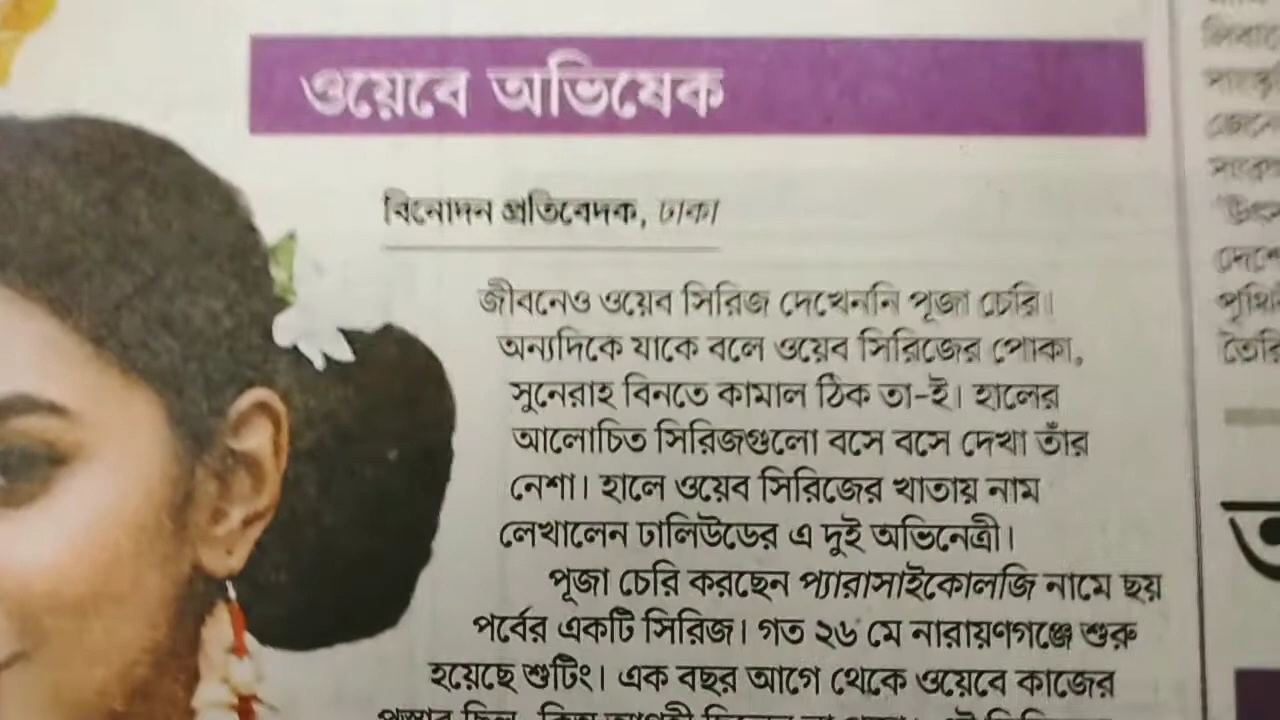 ওয়েবে অভিষেক
বিনোদন প্রতিবেদক, ঢাকা
জীবনেও ওয়েব সিরিজ দেখেননি পূজা চেরি।
অন্যদিকে যাকে বলে ওয়েব সিরিজের পোকা,
সুনেরাহ বিনতে কামাল ঠিক তা-ই। হালের
আলোচিত সিরিজগুলো বসে বসে দেখা তাঁর
নেশা। হালে ওয়েব সিরিজের খাতায় নাম
লেখালেন ঢালিউডের এ দুই অভিনেত্রী।
পূজা চেরি করছেন প্যারাসাইকোলজি নামে ছয়
পর্বের একটি সিরিজ। গত ২৬ মে নারায়ণগঞ্জে শুরু
হয়েছে শুটিং। এক বছর আগে থেকে ওয়েবে কাজের